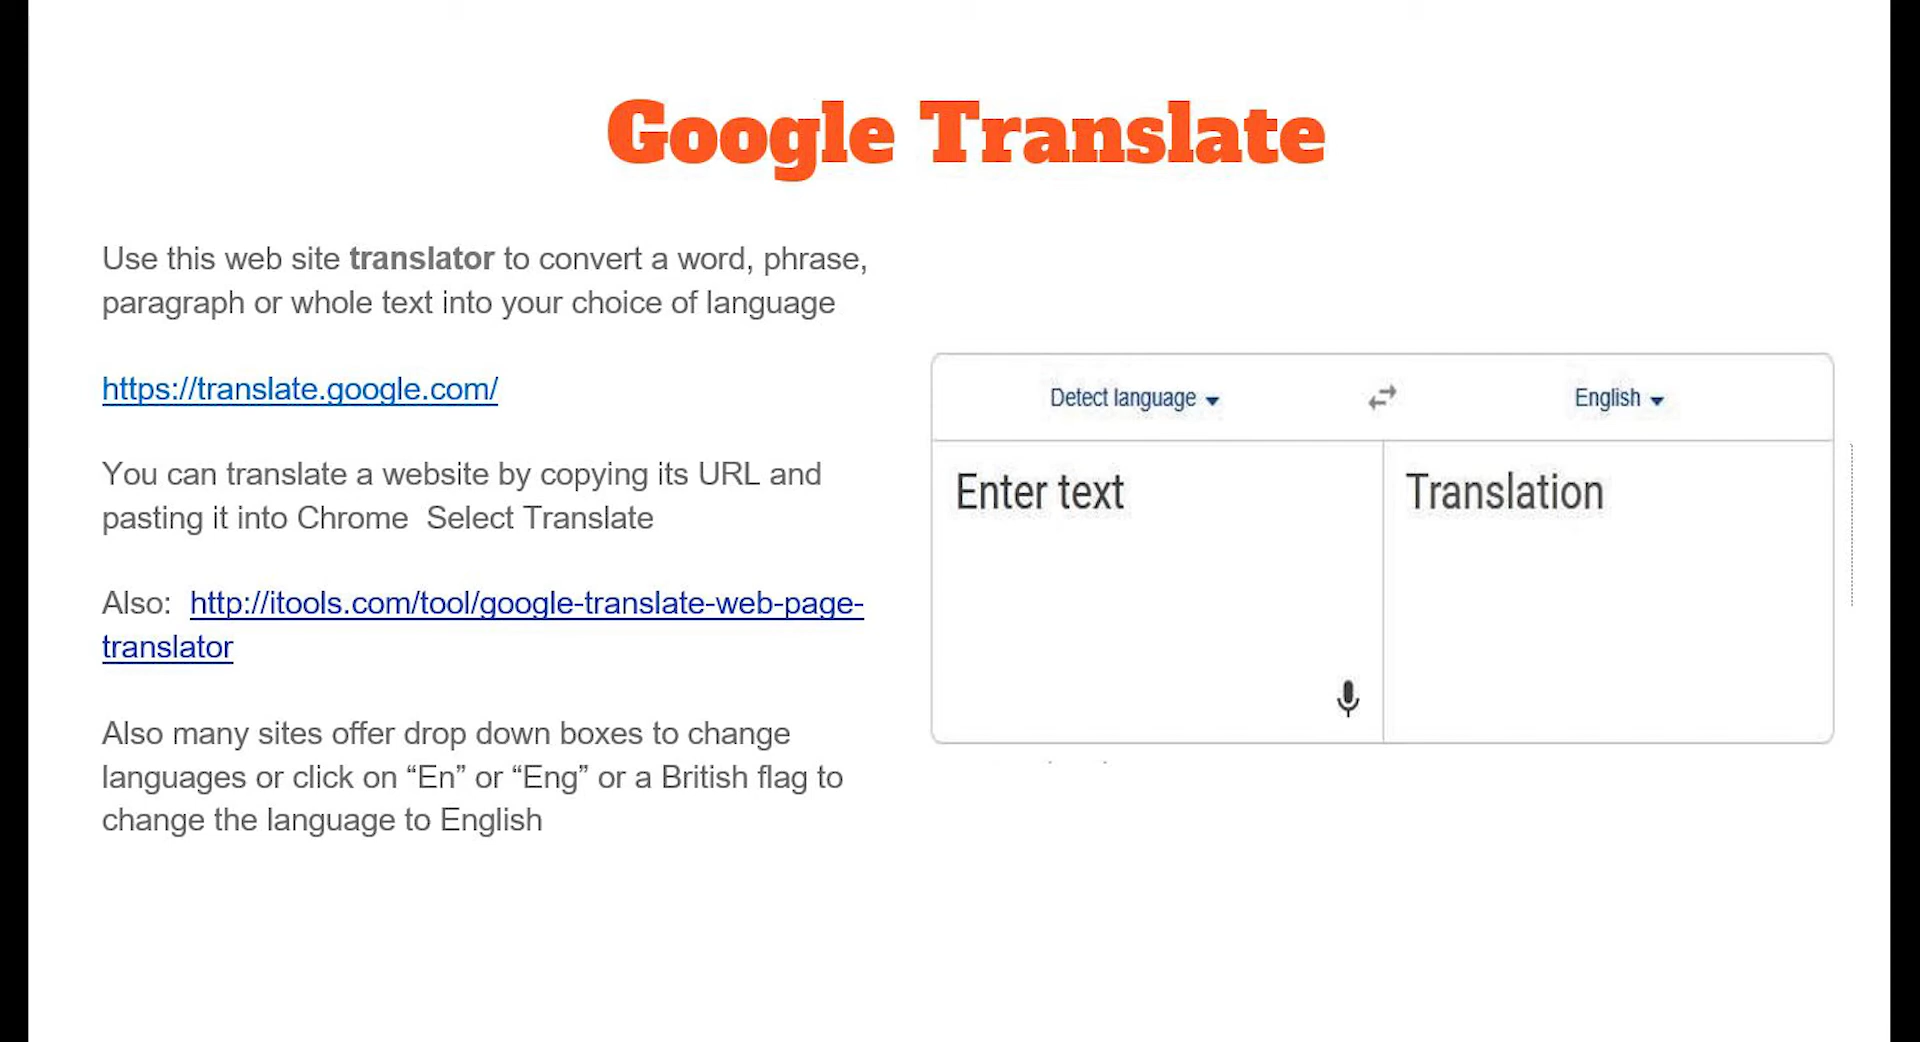 Google Translate
Use this web site translator to convert a word, phrase,
paragraph or whole text into your choice of language
https://translate.google.com/
You can translate a website by copying its URL and
pasting it into Chrome  Select Translate
Also:  http://itools.com/tool/google-translate-web-page-
translator
Also many sites offer drop down boxes to change
languages or click on “En” or “Eng” or a British flag to
change the language to English
Detect language
English
Enter text
Translation